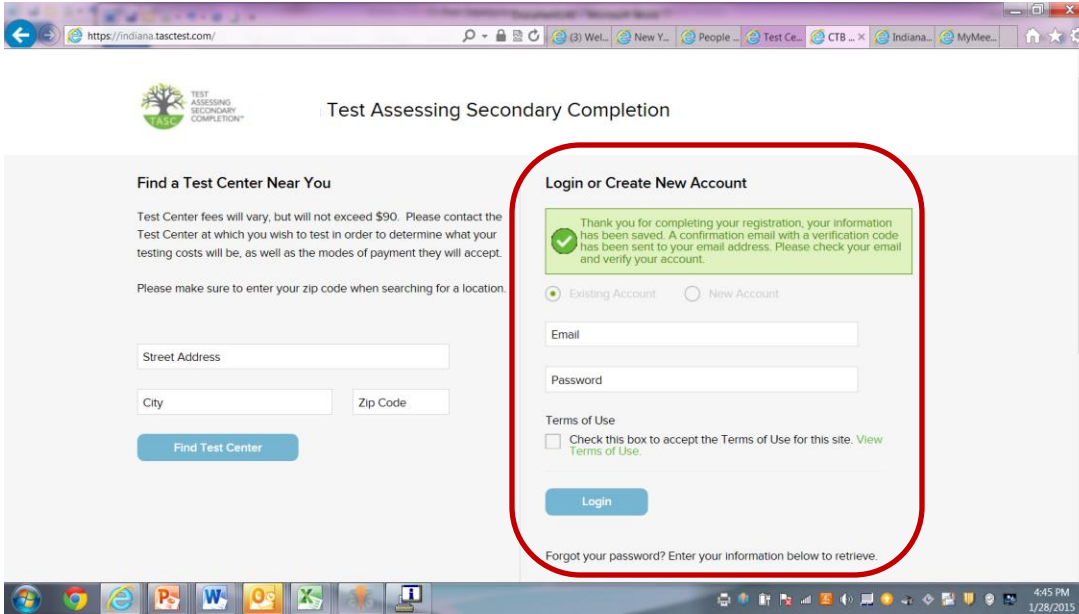 https://indiana.tasctest.com/
(3) Wel...
New Y...
People ...
Test Ce...
CTB ...
Indiana...
MyMee...
TEST
ASSESSING
SECONDARY
COMPLETION
TASC
Test Assessing Secondary Completion
Find a Test Center Near You
Test Center fees will vary, but will not exceed $90. Please contact the
Test Center at which you wish to test in order to determine what your
testing costs will be, as well as the modes of payment they will accept.
Please make sure to enter your zip code when searching for a location.
Street Address
City
Zip Code
Find Test Center
Login or Create New Account
Thank you for completing your registration, your information
has been saved. A confirmation email with a verification code
has been sent to your email address. Please check your email
and verify your account.
Existing Account
New Account
Email
Password
Terms of Use
Check this box to accept the Terms of Use for this site. View
Terms of Use.
Login
Forgot your password? Enter your information below to retrieve.
4:45 PM
1/28/2015